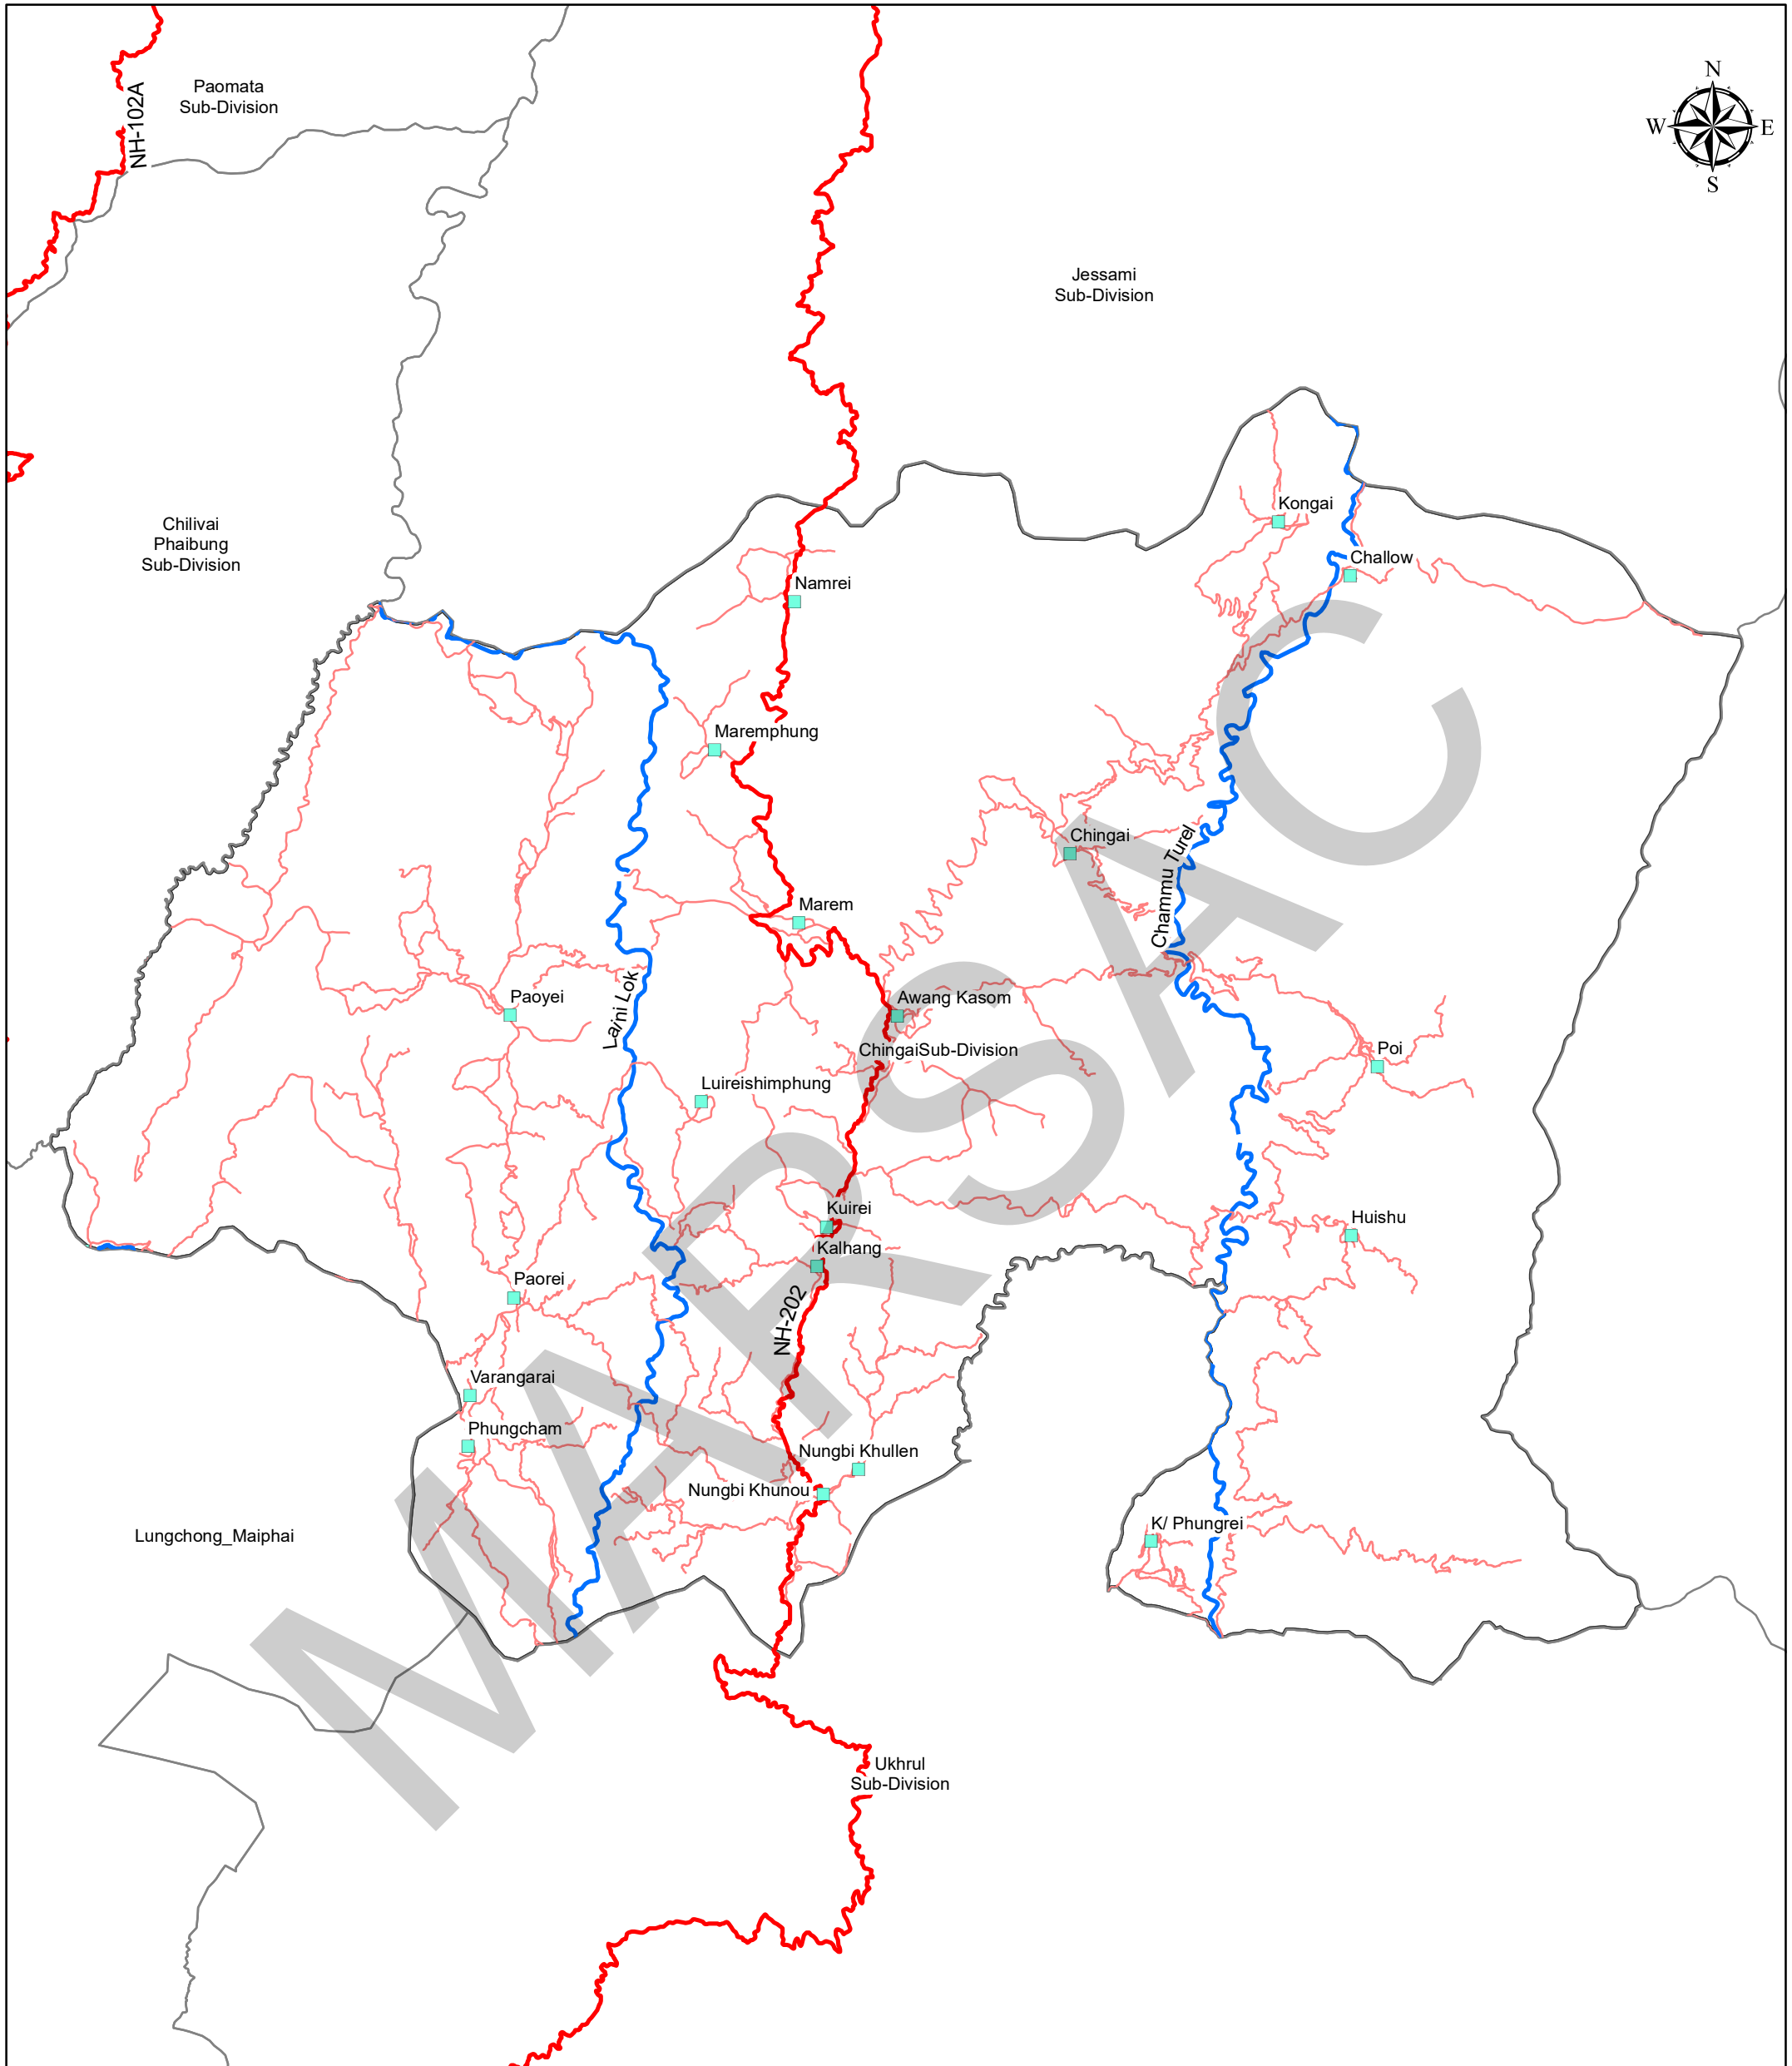 Paomata
Sub-Division
NH-102A
N
W
E
S
Jessami
Sub-Division
Chilivai
Phaibung
Sub-Division
Kongai
Challow
Namrei
Maremphung
Chingai
Chammu Turel
Marem
Awang Kasom
Paoyei
Lai/ni Lok
ChingaiSub-Division
Poi
Luireishimphung
Kuirei
Huishu
Kalhang
Paorei
NH-202
Varangarai
Phungcham
Nungbi Khullen
Nungbi Khunou
K/ Phungrei
Lungchong_Maiphai
Ukhrul
Sub-Division
MARSAC